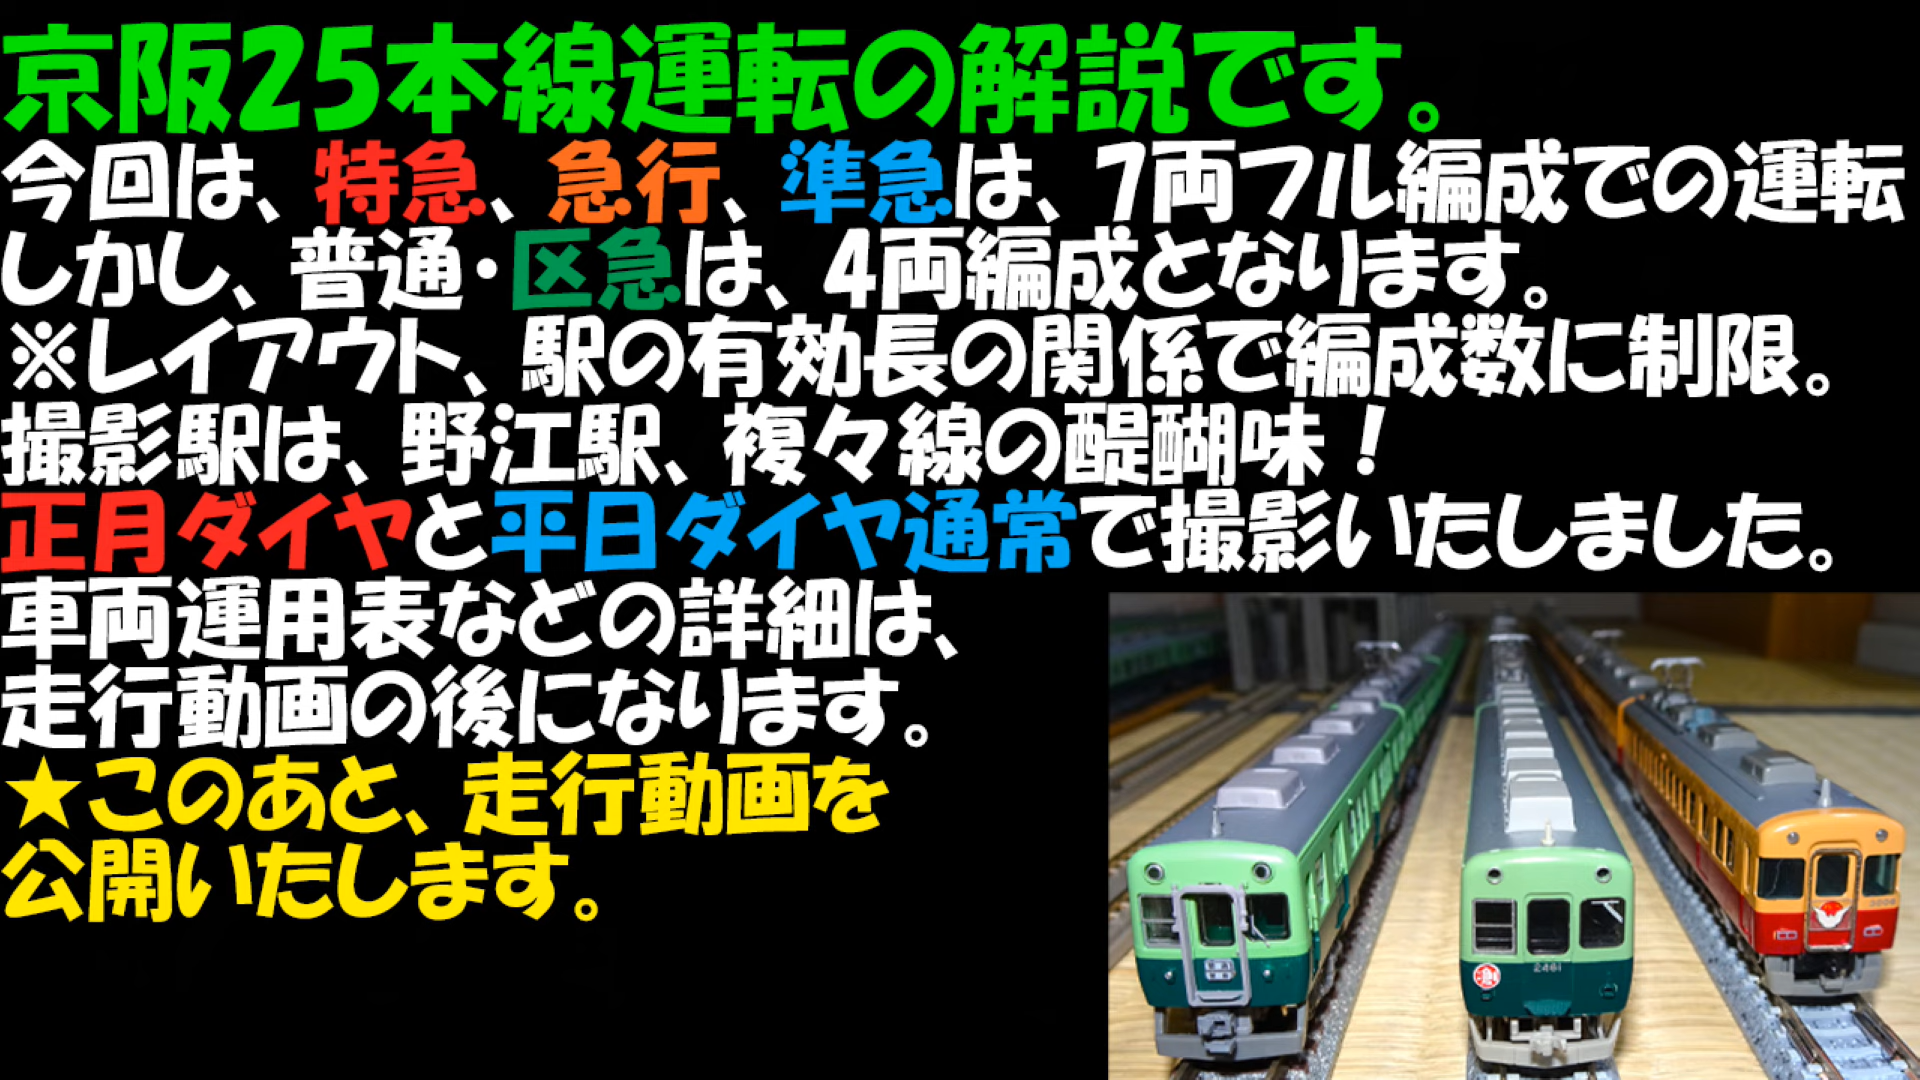 京阪25本線運転の解説です。
今回は、特急、急行、準急は、7両フル編成での運転
しかし、普通・区急は、4両編成となります。
※レイアウト、駅の有効長の関係で編成数に制限。
撮影駅は、野江駅、複々線の醍醐味！
正月ダイヤと平日ダイヤ通常で撮影いたしました。
車両運用表などの詳細は、
走行動画の後になります。
★このあと、走行動画を
公開いたします。
2461